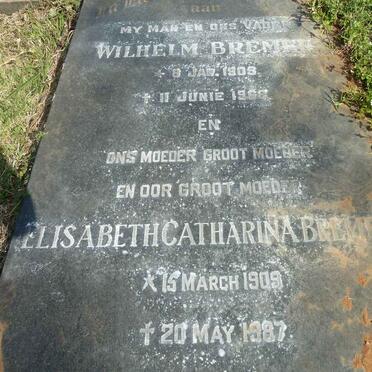 MY MAN EN ONS VADER
WILHELM
JAN. 1909
† 11 JUNIE
EN
ONS MOEDER GROOT MOEDER
EN OOR GROOT MOEDER
ELISABETH CATHARINA
* 15 MARCH 1909
† 20 MAY 1987